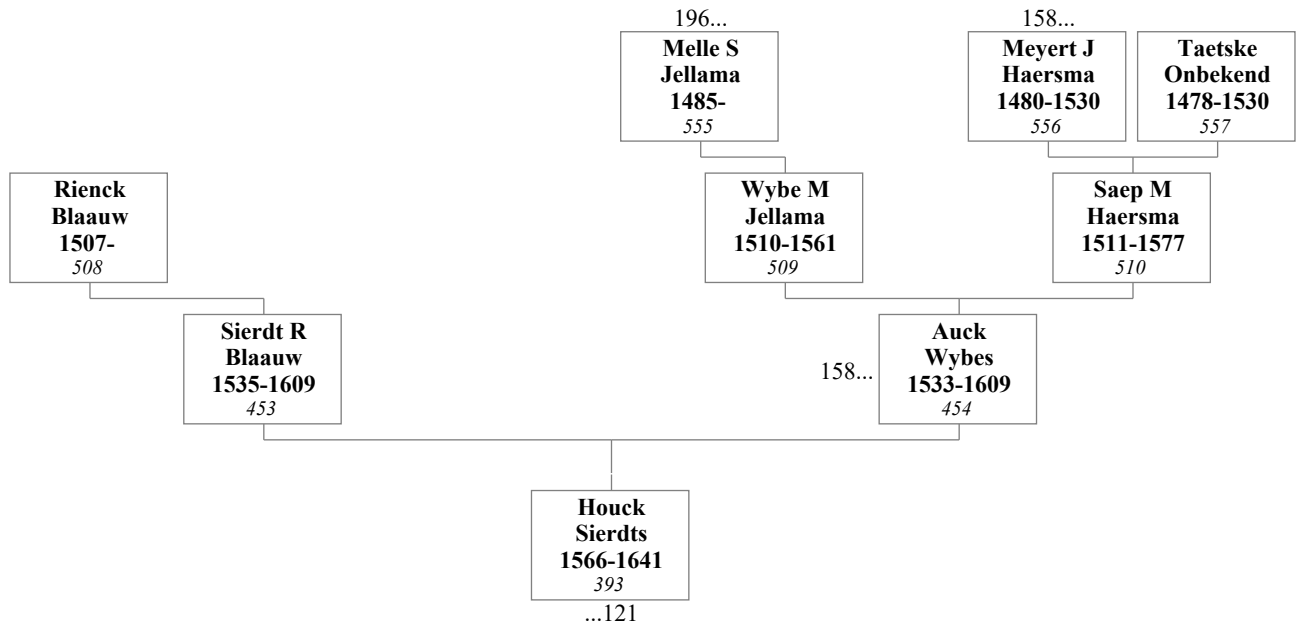 196...
Melle S
Jellama
1485-
555
158...
Meyert J
Haersma
1480-1530
556
Taetske
Onbekend
1478-1530
557
Rienck
Blaauw
1507-
508
Wybe M
Jellama
1510-1561
509
Saep M
Haersma
1511-1577
510
Sierdt R
Blaauw
1535-1609
453
158...
Auck
Wybes
1533-1609
454
Houck
Sierdts
1566-1641
393
...121